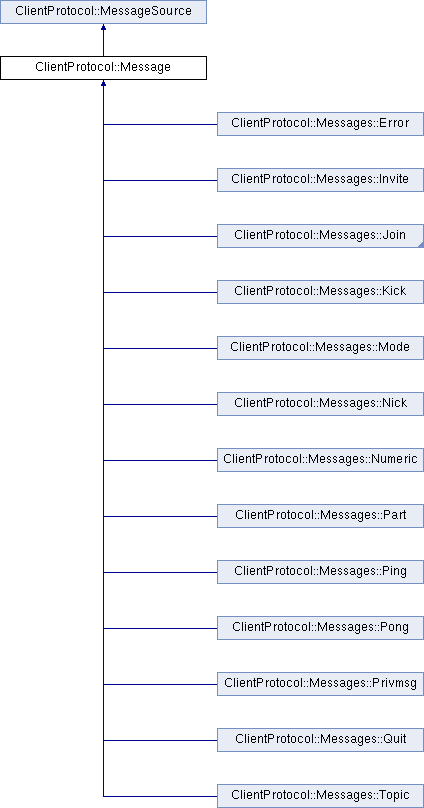 ClientProtocol::MessageSource
ClientProtocol::Message
ClientProtocol::Messages::Error
ClientProtocol::Messages::Invite
ClientProtocol::Messages::Join
ClientProtocol::Messages::Kick
ClientProtocol::Messages::Mode
ClientProtocol::Messages::Nick
ClientProtocol::Messages::Numeric
ClientProtocol::Messages::Part
ClientProtocol::Messages::Ping
ClientProtocol::Messages::Pong
ClientProtocol::Messages::Privmsg
ClientProtocol::Messages::Quit
ClientProtocol::Messages::Topic